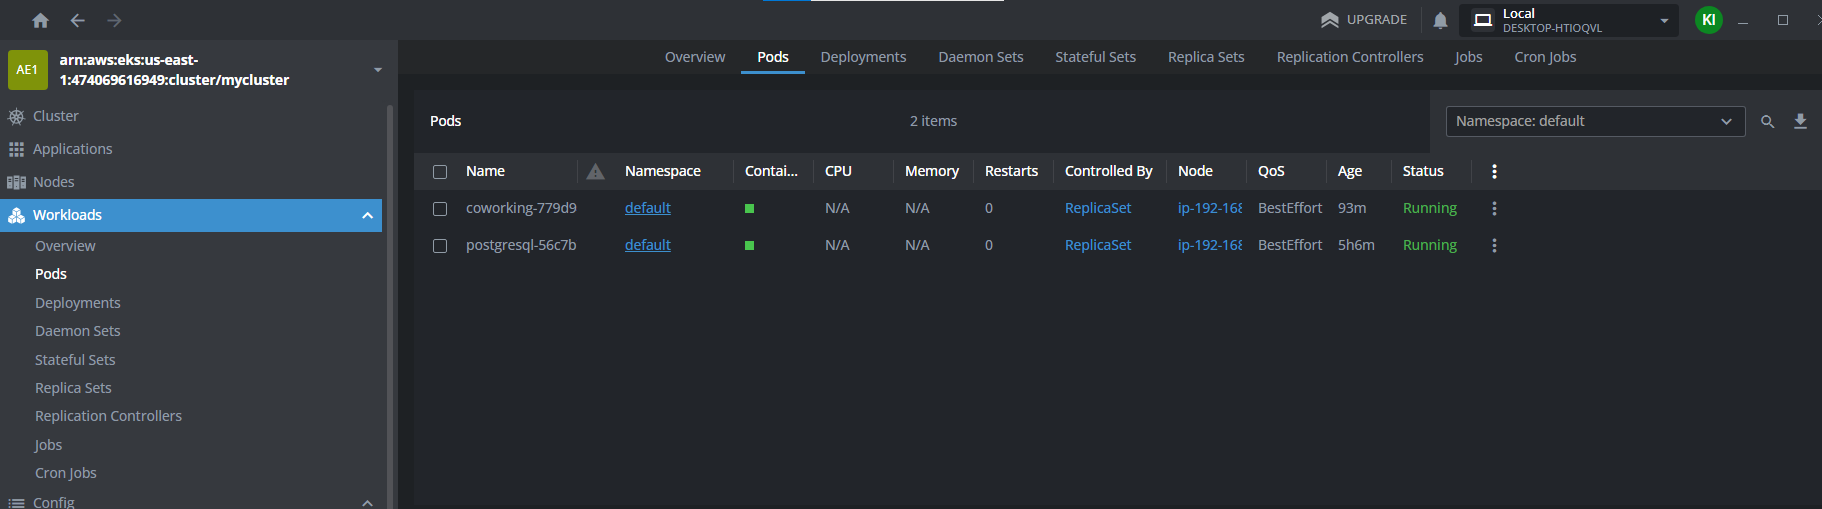 UPGRADE
Local
DESKTOP-HTIOQVL
KI
AE1
arn:aws:eks:us-east-
1:474069616949:cluster/mycluster
Cluster
Applications
Nodes
Workloads
Overview
Pods
Deployments
Daemon Sets
Stateful Sets
Replica Sets
Replication Controllers
Jobs
Cron Jobs
Config
Overview Pods Deployments Daemon Sets Stateful Sets Replica Sets Replication Controllers Jobs Cron Jobs
Pods 2 items Namespace: default
Name Namespace Contai... CPU Memory Restarts Controlled By Node QoS Age Status
coworking-779d9 default N/A N/A 0 ReplicaSet ip-192-168 BestEffort 93m Running
postgresql-56c7b default N/A N/A 0 ReplicaSet ip-192-168 BestEffort 5h6m Running